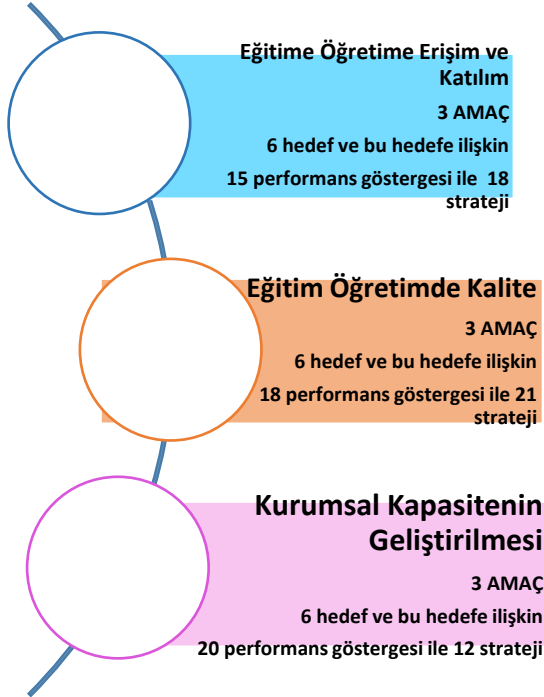 Eğitime Öğretime Erişim ve
Katılım
3 AMAÇ
6 hedef ve bu hedefe ilişkin
15 performans göstergesi ile 18
strateji
Eğitim Öğretimde Kalite
3 AMAÇ
6 hedef ve bu hedefe ilişkin
18 performans göstergesi ile 21
strateji
Kurumsal Kapasitenin
Geliştirilmesi
3 AMAÇ
6 hedef ve bu hedefe ilişkin
20 performans göstergesi ile 12 strateji